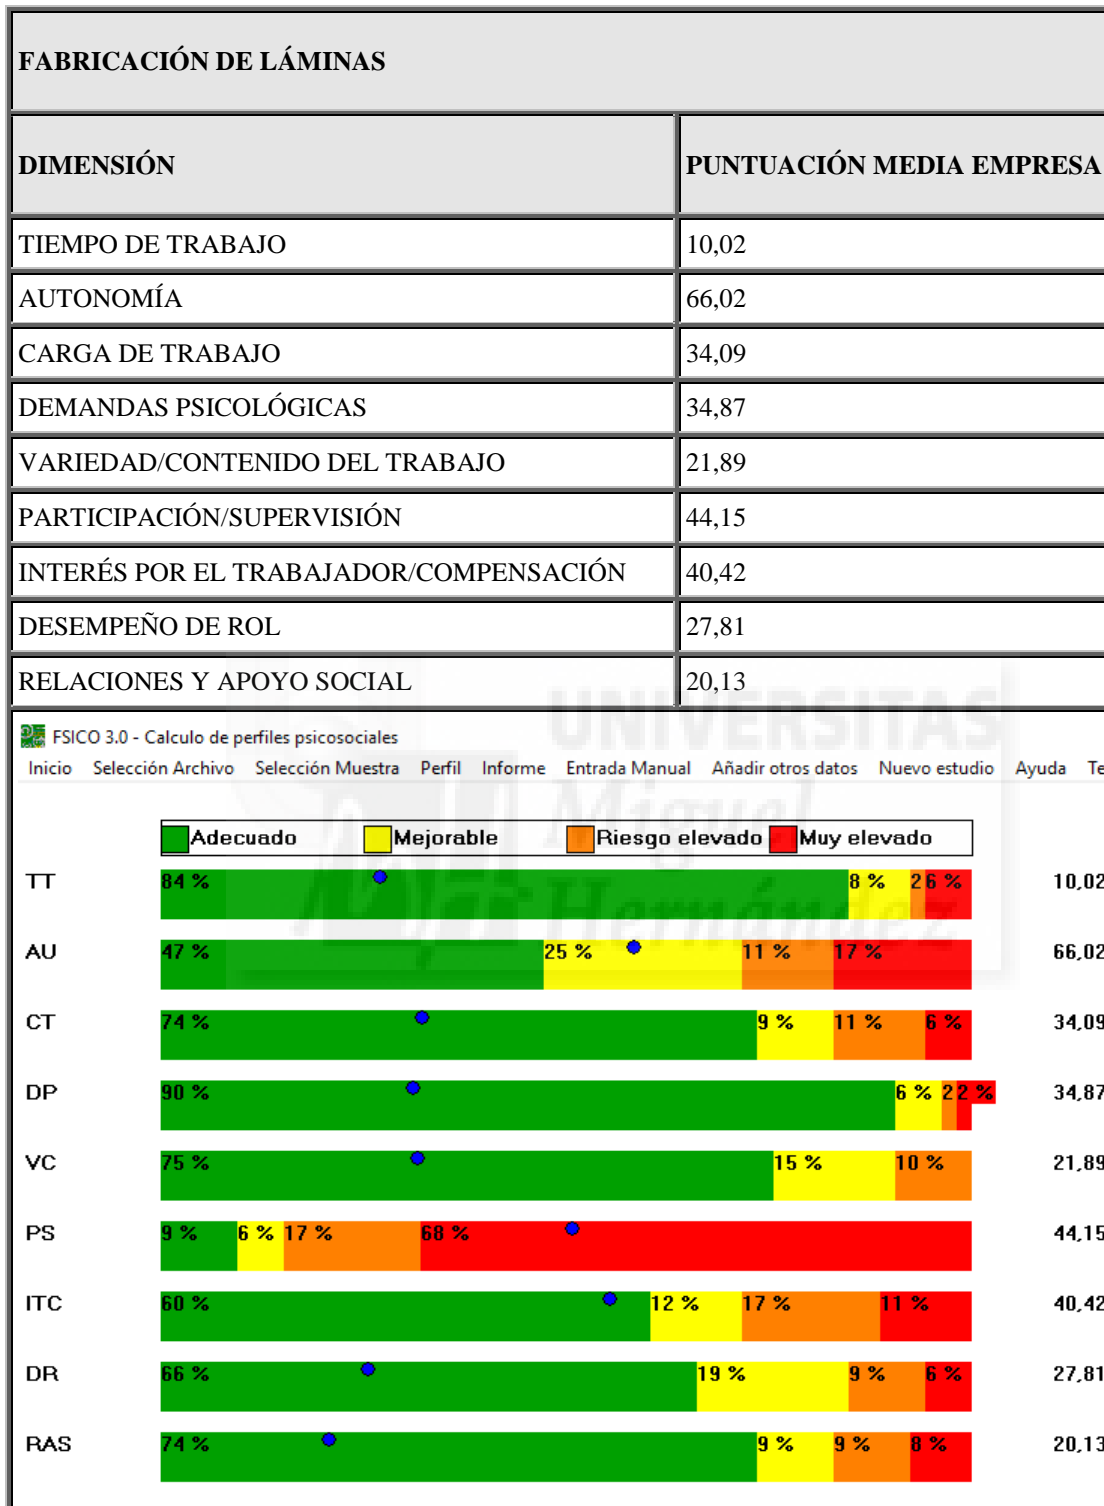 FABRICACIÓN DE LÁMINAS
DIMENSIÓN PUNTUACIÓN MEDIA EMPRESA
TIEMPO DE TRABAJO 10,02
AUTONOMÍA 66,02
CARGA DE TRABAJO 34,09
DEMANDAS PSICOLÓGICAS 34,87
VARIEDAD/CONTENIDO DEL TRABAJO 21,89
PARTICIPACIÓN/SUPERVISIÓN 44,15
INTERÉS POR EL TRABAJADOR/COMPENSACIÓN 40,42
DESEMPEÑO DE ROL 27,81
RELACIONES Y APOYO SOCIAL 20,13
UNIVERSITAS
Miguel
Hernández
FSICO 3.0 - Calculo de perfiles psicosociales
Inicio Selección Archivo Selección Muestra Perfil Informe Entrada Manual Añadir otros datos Nuevo estudio Ayuda Te
Adecuado Mejorable Riesgo elevado Muy elevado
TT 84 % 8 % 2 6 % 10,02
AU 47 % 25 % 11 % 17 % 66,02
CT 74 % 9 % 11 % 6 % 34,09
DP 90 % 6 % 2 2 % 34,87
VC 75 % 15 % 10 % 21,89
PS 9 % 6 % 17 % 68 % 44,15
ITC 60 % 12 % 17 % 11 % 40,42
DR 66 % 19 % 9 % 6 % 27,81
RAS 74 % 9 % 9 % 8 % 20,13